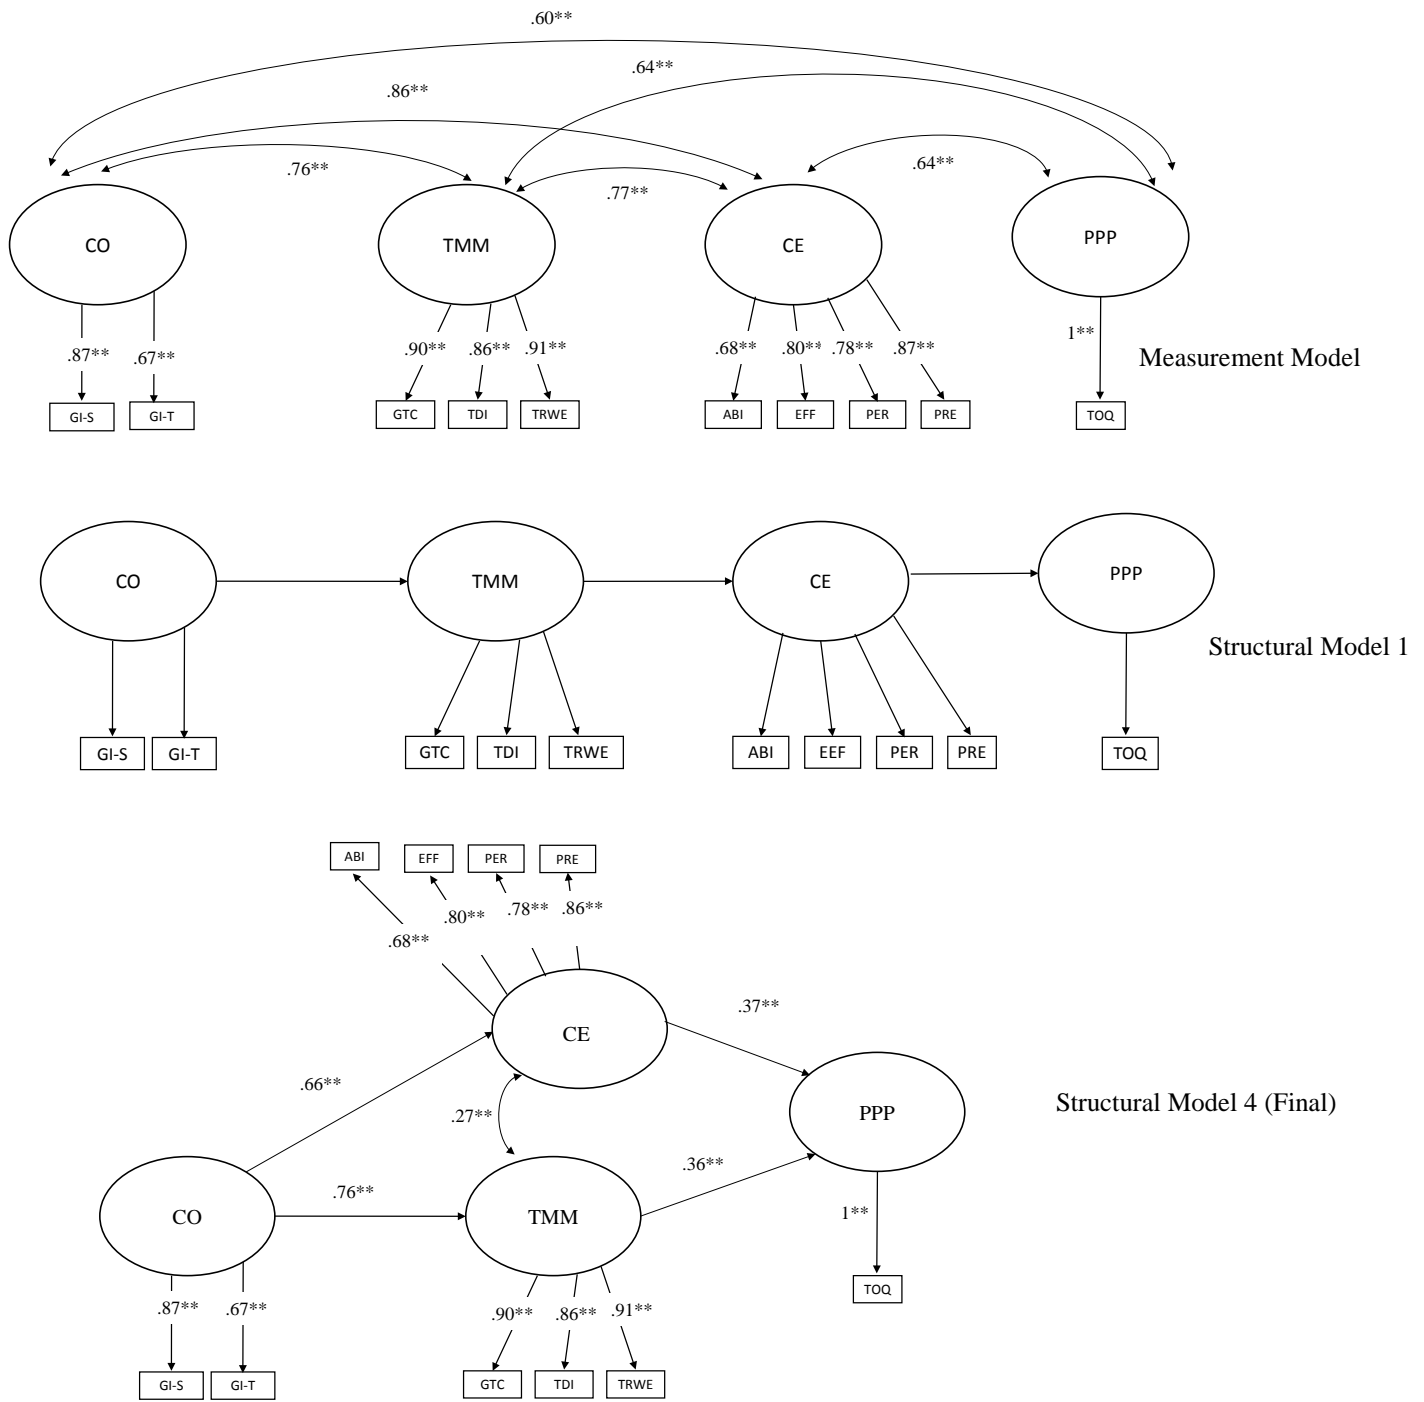 .60**
.64**
.86**
.76**
.77**
.64**
CO
TMM
CE
PPP
.87**
.67**
.90**
.86**
.91**
.68**
.80**
.78**
.87**
1**
Measurement Model
GI-S
GI-T
GTC
TDI
TRWE
ABI
EFF
PER
PRE
TOQ
CO
TMM
CE
PPP
Structural Model 1
GI-S
GI-T
GTC
TDI
TRWE
ABI
EEF
PER
PRE
TOQ
ABI
EFF
PER
PRE
.68**
.80**
.78**
.86**
CE
.37**
.66**
.27**
PPP
Structural Model 4 (Final)
.36**
.76**
CO
TMM
1**
TOQ
.87**
.67**
.90**
.86**
.91**
GI-S
GI-T
GTC
TDI
TRWE